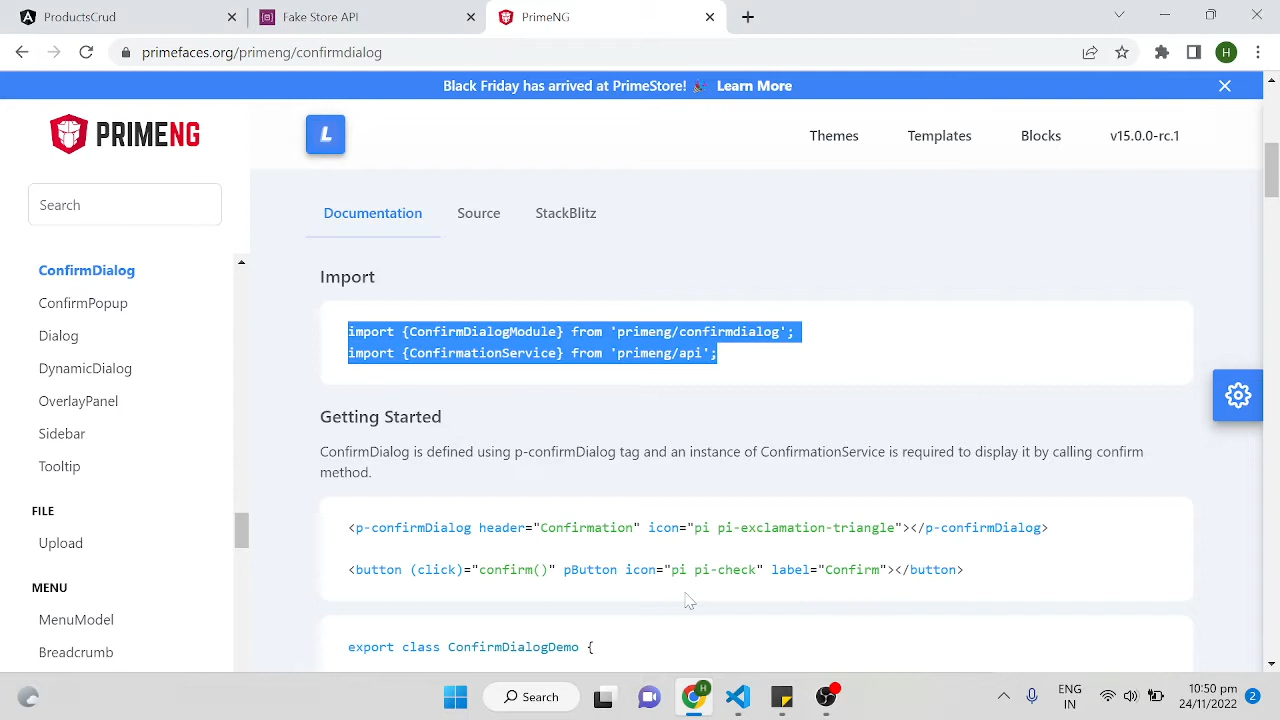 ProductsCrud
Fake Store API
PrimeNG
primefaces.org/primeng/confirmdialog
H
Black Friday has arrived at PrimeStore! 🎉 Learn More
PRIMENG
L
Themes
Templates
Blocks
v15.0.0-rc.1
Search
Documentation
Source
StackBlitz
ConfirmDialog
ConfirmPopup
Dialog
DynamicDialog
OverlayPanel
Sidebar
Tooltip
FILE
Upload
MENU
MenuModel
Breadcrumb
Import
import {ConfirmDialogModule} from 'primeng/confirmdialog';
import {ConfirmationService} from 'primeng/api';
Getting Started
ConfirmDialog is defined using p-confirmDialog tag and an instance of ConfirmationService is required to display it by calling confirm
method.
<p-confirmDialog header="Confirmation" icon="pi pi-exclamation-triangle"></p-confirmDialog>
<button (click)="confirm()" pButton icon="pi pi-check" label="Confirm"></button>
export class ConfirmDialogDemo {
Search
H
ENG
IN
10:50 pm
24/11/2022
2